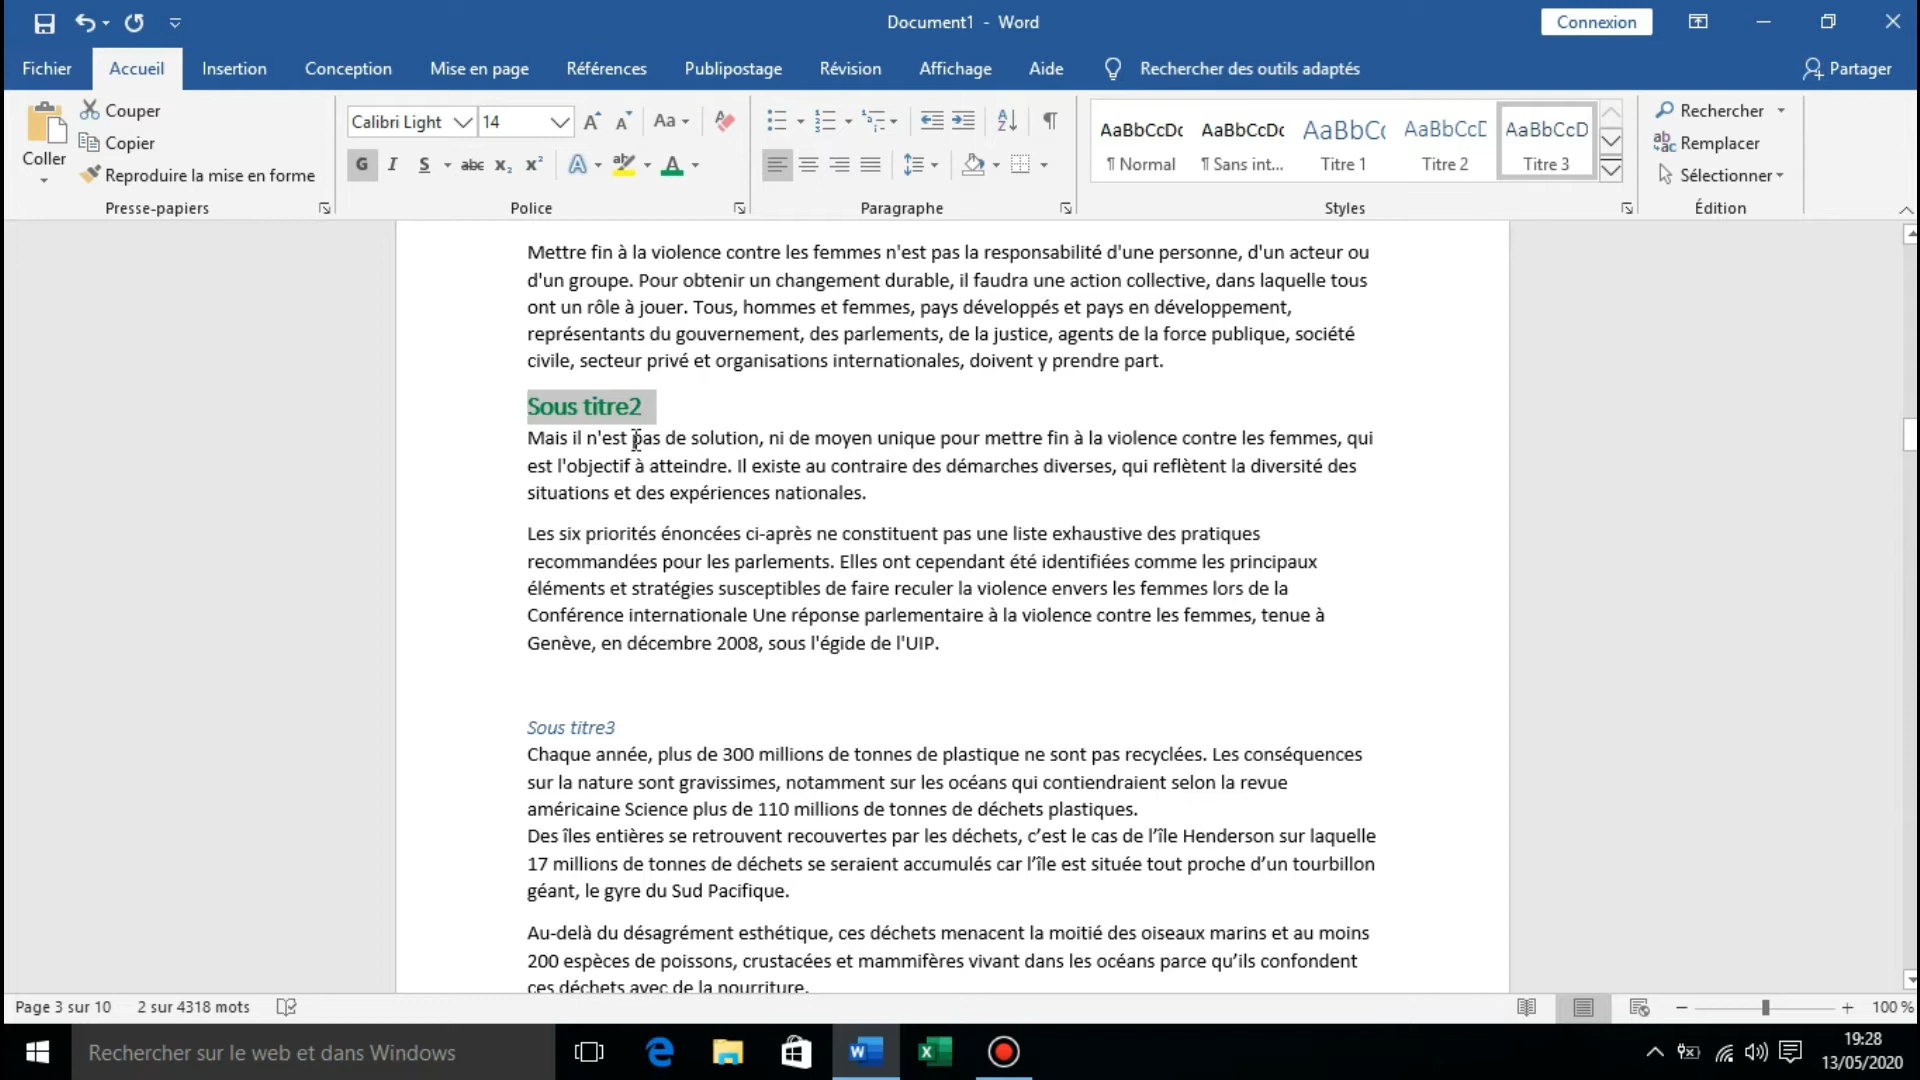 Document1 - Word
Connexion
Fichier
Accueil
Insertion
Conception
Mise en page
Références
Publipostage
Révision
Affichage
Aide
Rechercher des outils adaptés
Partager
Coller
Couper
Copier
Reproduire la mise en forme
Presse-papiers
Calibri Light
14
Aa
G I S abc x₂ x²
A
A
Police
Paragraphe
AaBbCcDc
¶ Normal
AaBbCcDc
¶ Sans int...
AaBbCc
Titre 1
AaBbCcE
Titre 2
AaBbCcD
Titre 3
Styles
Rechercher
Remplacer
Sélectionner
Édition
Mettre fin à la violence contre les femmes n'est pas la responsabilité d'une personne, d'un acteur ou
d'un groupe. Pour obtenir un changement durable, il faudra une action collective, dans laquelle tous
ont un rôle à jouer. Tous, hommes et femmes, pays développés et pays en développement,
représentants du gouvernement, des parlements, de la justice, agents de la force publique, société
civile, secteur privé et organisations internationales, doivent y prendre part.
Sous titre2
Mais il n'est pas de solution, ni de moyen unique pour mettre fin à la violence contre les femmes, qui
est l'objectif à atteindre. Il existe au contraire des démarches diverses, qui reflètent la diversité des
situations et des expériences nationales.
Les six priorités énoncées ci-après ne constituent pas une liste exhaustive des pratiques
recommandées pour les parlements. Elles ont cependant été identifiées comme les principaux
éléments et stratégies susceptibles de faire reculer la violence envers les femmes lors de la
Conférence internationale Une réponse parlementaire à la violence contre les femmes, tenue à
Genève, en décembre 2008, sous l'égide de l'UIP.
Sous titre3
Chaque année, plus de 300 millions de tonnes de plastique ne sont pas recyclées. Les conséquences
sur la nature sont gravissimes, notamment sur les océans qui contiendraient selon la revue
américaine Science plus de 110 millions de tonnes de déchets plastiques.
Des îles entières se retrouvent recouvertes par les déchets, c’est le cas de l’île Henderson sur laquelle
17 millions de tonnes de déchets se seraient accumulés car l’île est située tout proche d’un tourbillon
géant, le gyre du Sud Pacifique.
Au-delà du désagrément esthétique, ces déchets menacent la moitié des oiseaux marins et au moins
200 espèces de poissons, crustacées et mammifères vivant dans les océans parce qu’ils confondent
ces déchets avec de la nourriture.
Page 3 sur 10
2 sur 4318 mots
100 %
Rechercher sur le web et dans Windows
19:28
13/05/2020